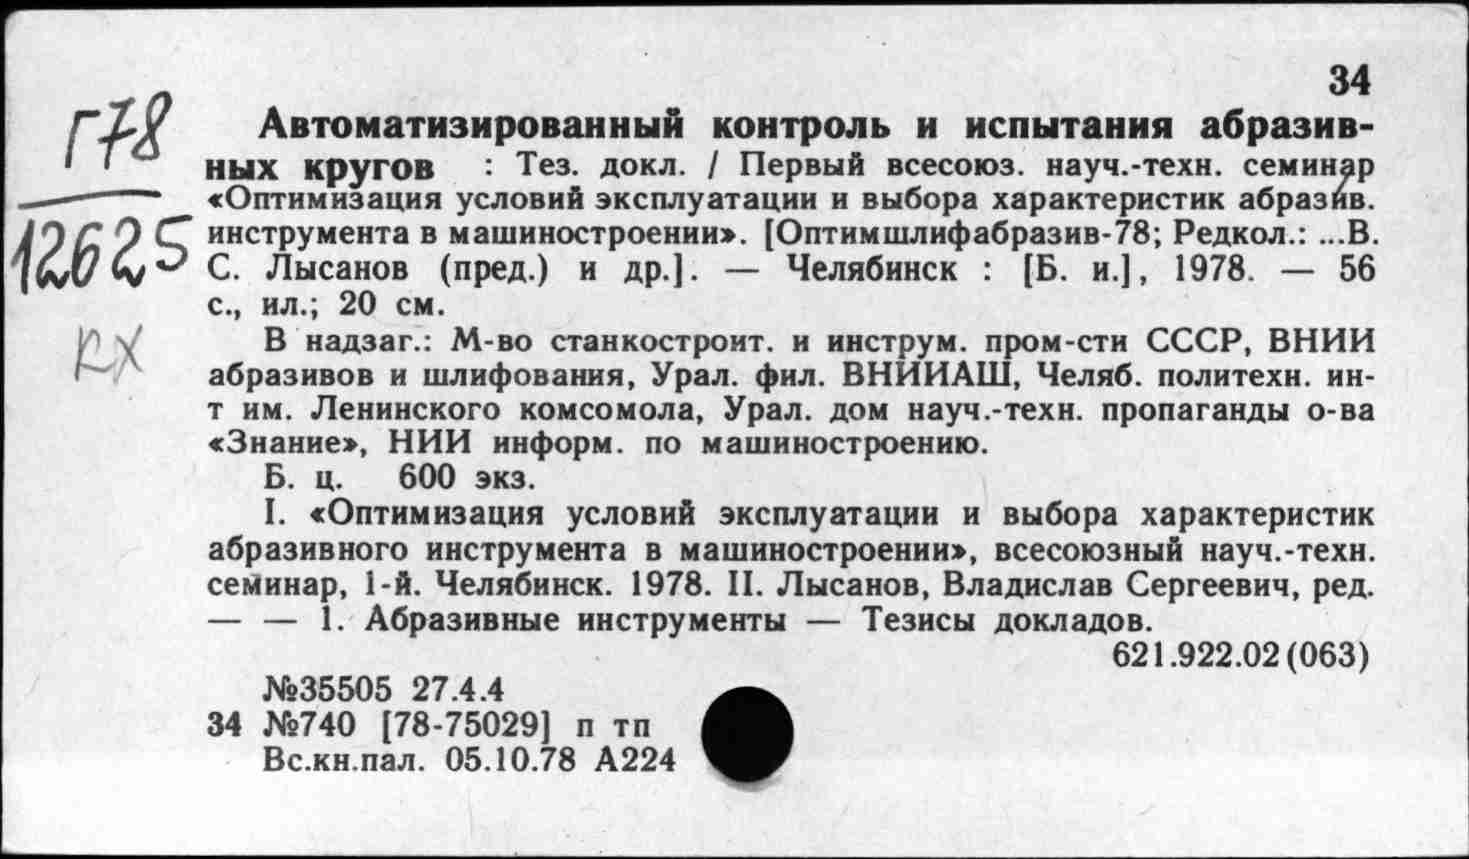 34
Г78
12625
Автоматизированный контроль и испытания абразив-
ных кругов : Тез. докл. / Первый всесоюз. науч.-техн. семинар
«Оптимизация условий эксплуатации и выбора характеристик абразив.
инструмента в машиностроении». [Оптимшлифабразив-78; Редкол.: ...В.
С. Лысанов (пред.) и др.]. — Челябинск : [Б. и.], 1978. — 56
с., ил.; 20 см.
В надзаг.: М-во станкостроит. и инструм. пром-сти СССР, ВНИИ
абразивов и шлифования, Урал. фил. ВНИИАШ, Челяб. политехн. ин-
т им. Ленинского комсомола, Урал. дом науч.-техн. пропаганды о-ва
«Знание», НИИ информ. по машиностроению.
Б. ц. 600 экз.
I. «Оптимизация условий эксплуатации и выбора характеристик
абразивного инструмента в машиностроении», всесоюзный науч.-техн.
семинар, 1-й. Челябинск. 1978. II. Лысанов, Владислав Сергеевич, ред.
— — 1. Абразивные инструменты — Тезисы докладов.
621.922.02(063)
№35505 27.4.4
34 №740 [78-75029] п тп
Вс.кн.пал. 05.10.78 А224